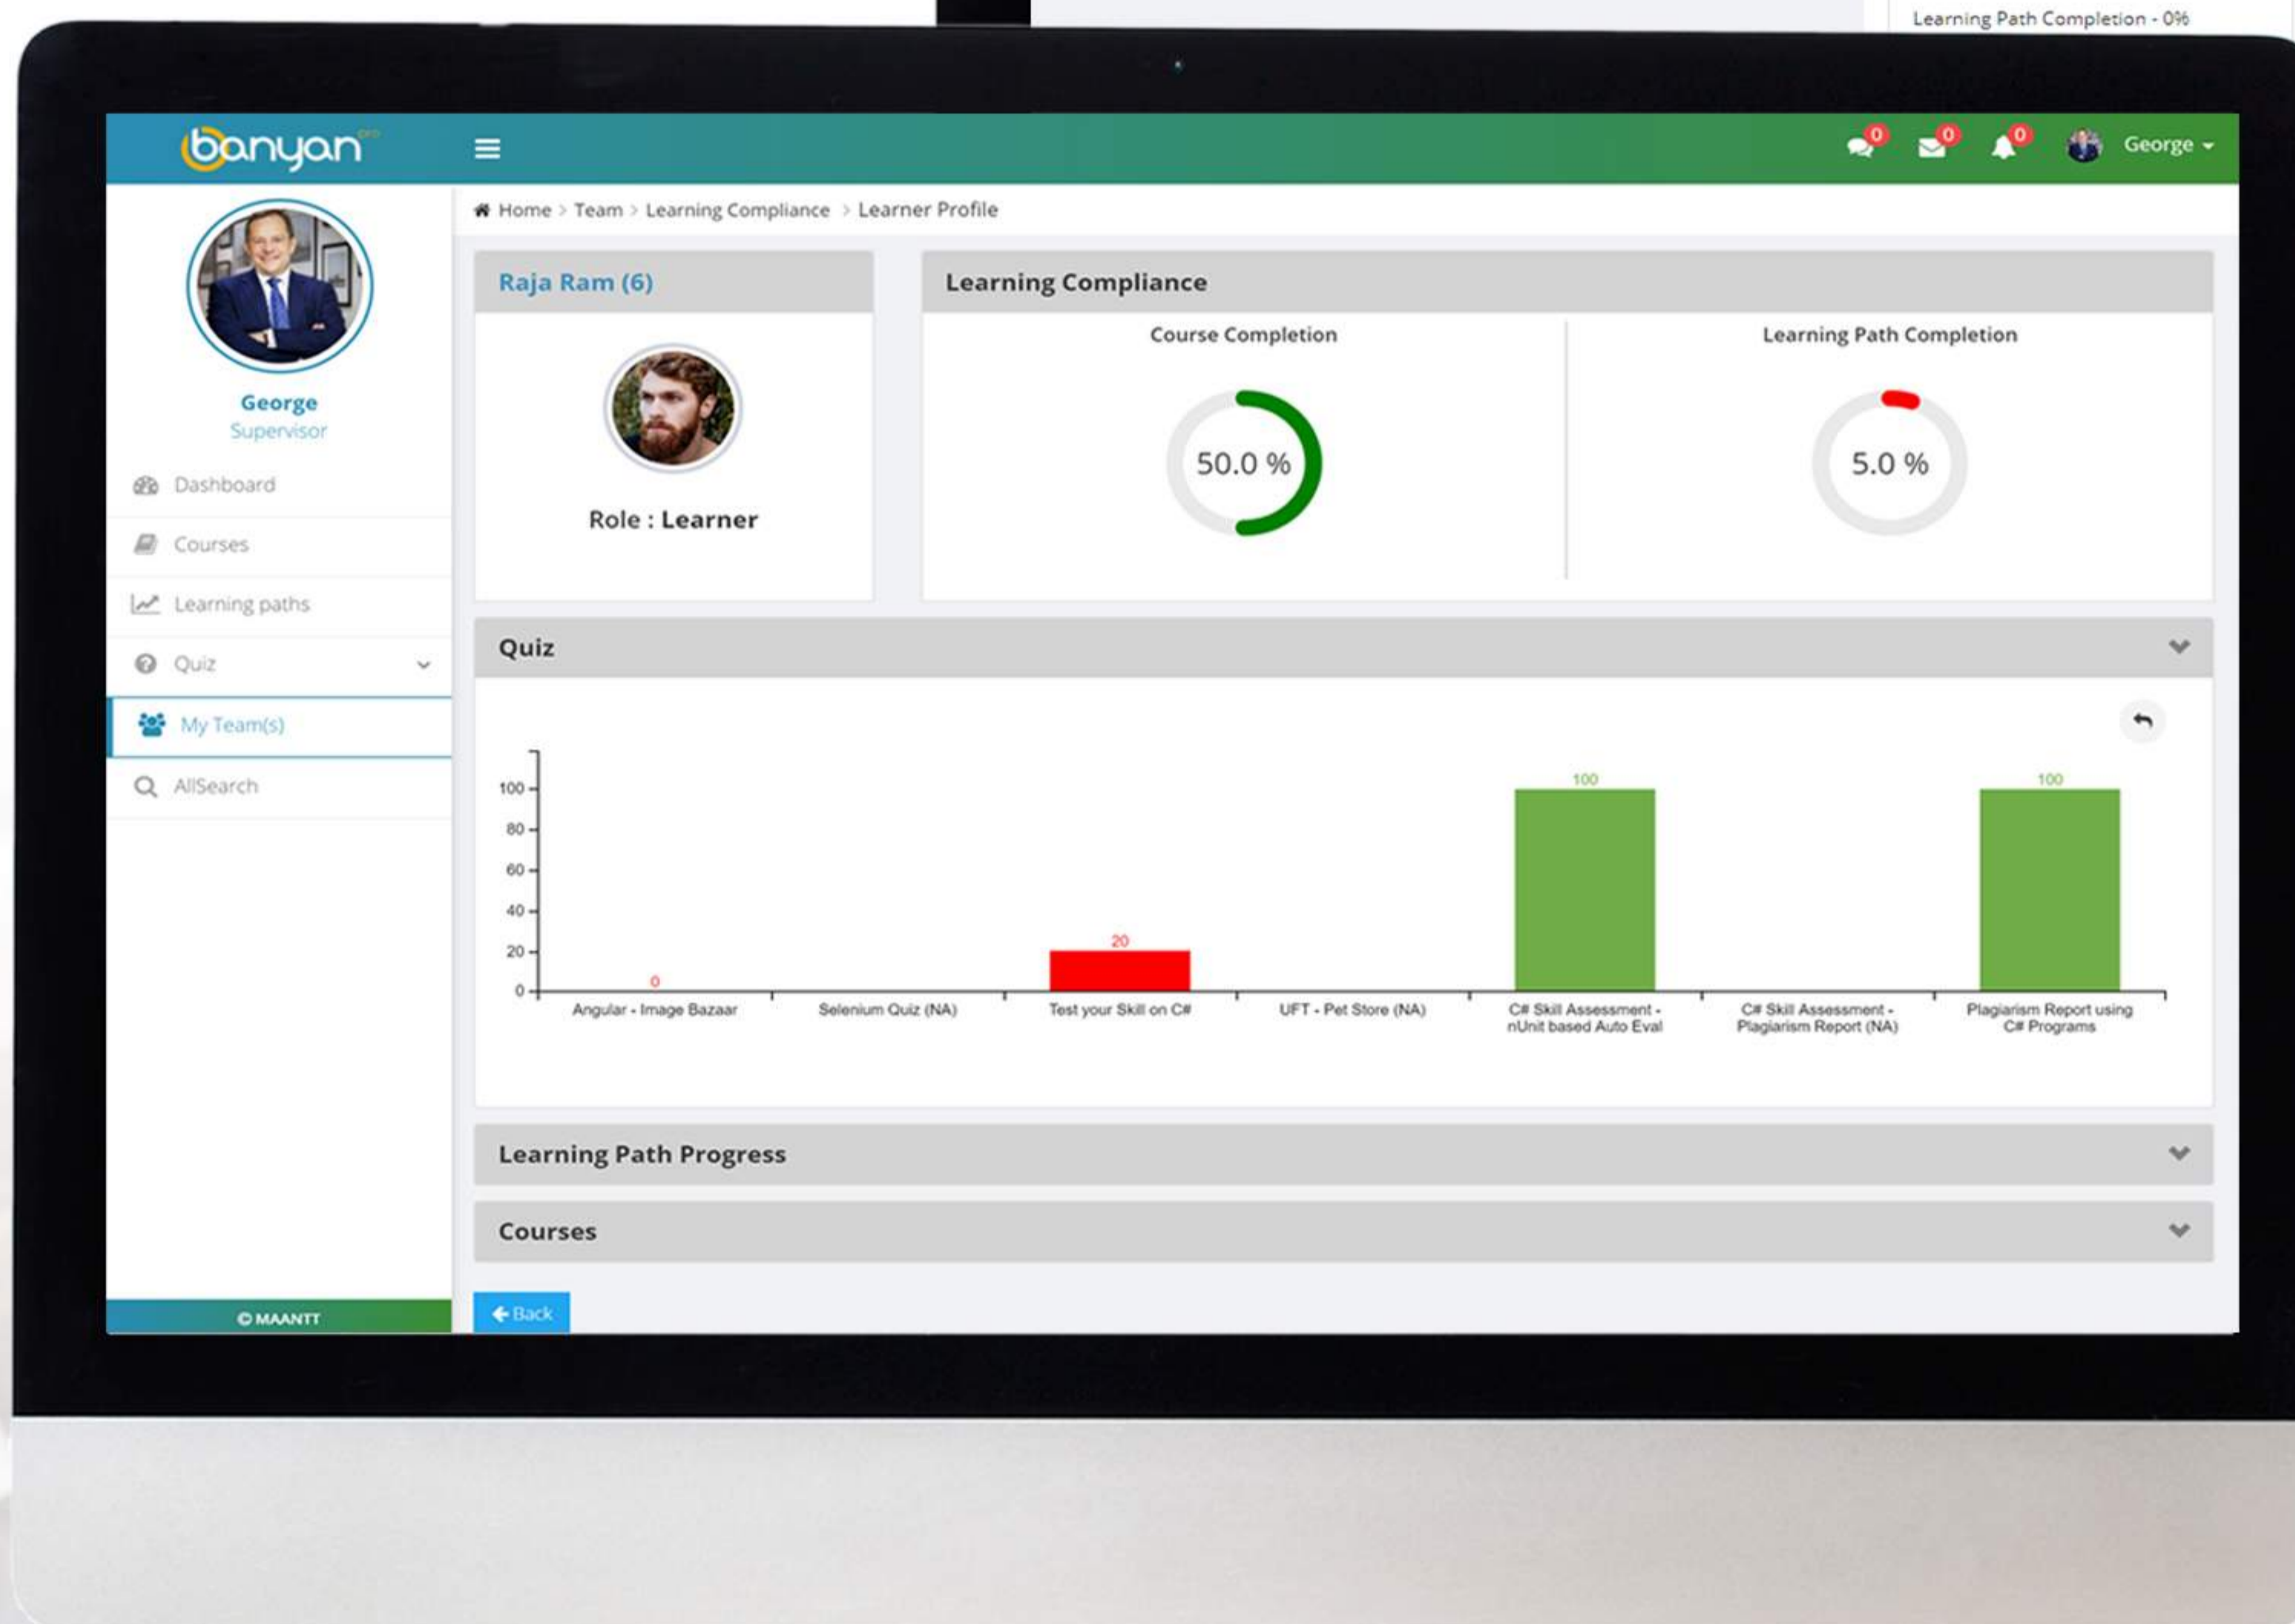 Learning Path Completion - 0%
banyan pro
0
0
0
George
Home > Team > Learning Compliance > Learner Profile
George
Supervisor
Dashboard
Courses
Learning paths
Quiz
My Team(s)
AllSearch
© MAANTT
Raja Ram (6)
Role : Learner
Learning Compliance
Course Completion
50.0 %
Learning Path Completion
5.0 %
Quiz
100
80
60
40
20
0
0
20
100
100
Angular - Image Bazaar
Selenium Quiz (NA)
Test your Skill on C#
UFT - Pet Store (NA)
C# Skill Assessment -
nUnit based Auto Eval
C# Skill Assessment -
Plagiarism Report (NA)
Plagiarism Report using
C# Programs
Learning Path Progress
Courses
Back